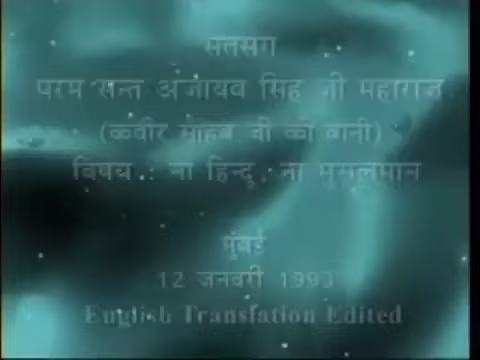 सतसंग
परम सन्त अजायब सिंह जी महाराज
(कबीर साहब जी की बानी)
विषय : ना हिन्दू, ना मुसलमान
मुंबई
12 जनवरी 1993
English Translation Edited